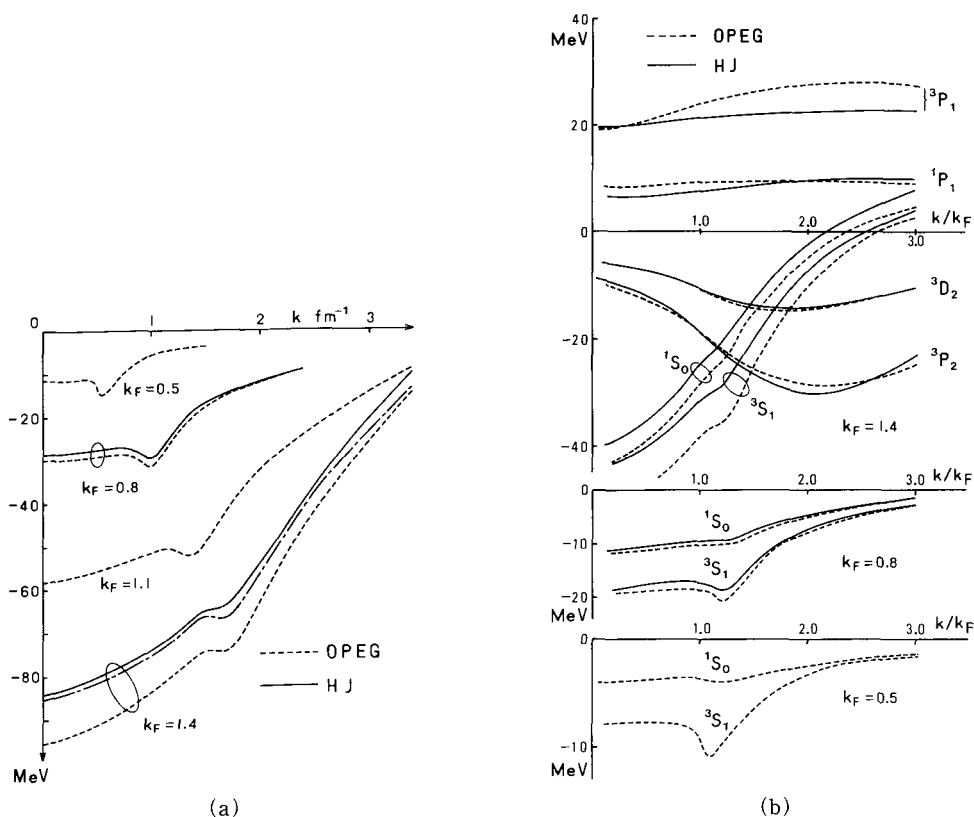 0
1
2
3
k fm⁻¹
-20
-40
-60
-80
MeV
k_F=0.5
k_F=0.8
k_F=1.1
k_F=1.4
OPEG
HJ
(a)
40
MeV
OPEG
HJ
³P₁
20
¹P₁
k/k_F
0
1.0
2.0
3.0
³D₂
-20
¹S₀
³S₁
³P₂
k_F=1.4
-40
k/k_F
0
1.0
2.0
3.0
¹S₀
-10
³S₁
k_F=0.8
-20
MeV
k/k_F
0
1.0
2.0
3.0
¹S₀
k_F=0.5
³S₁
-10
MeV
(b)